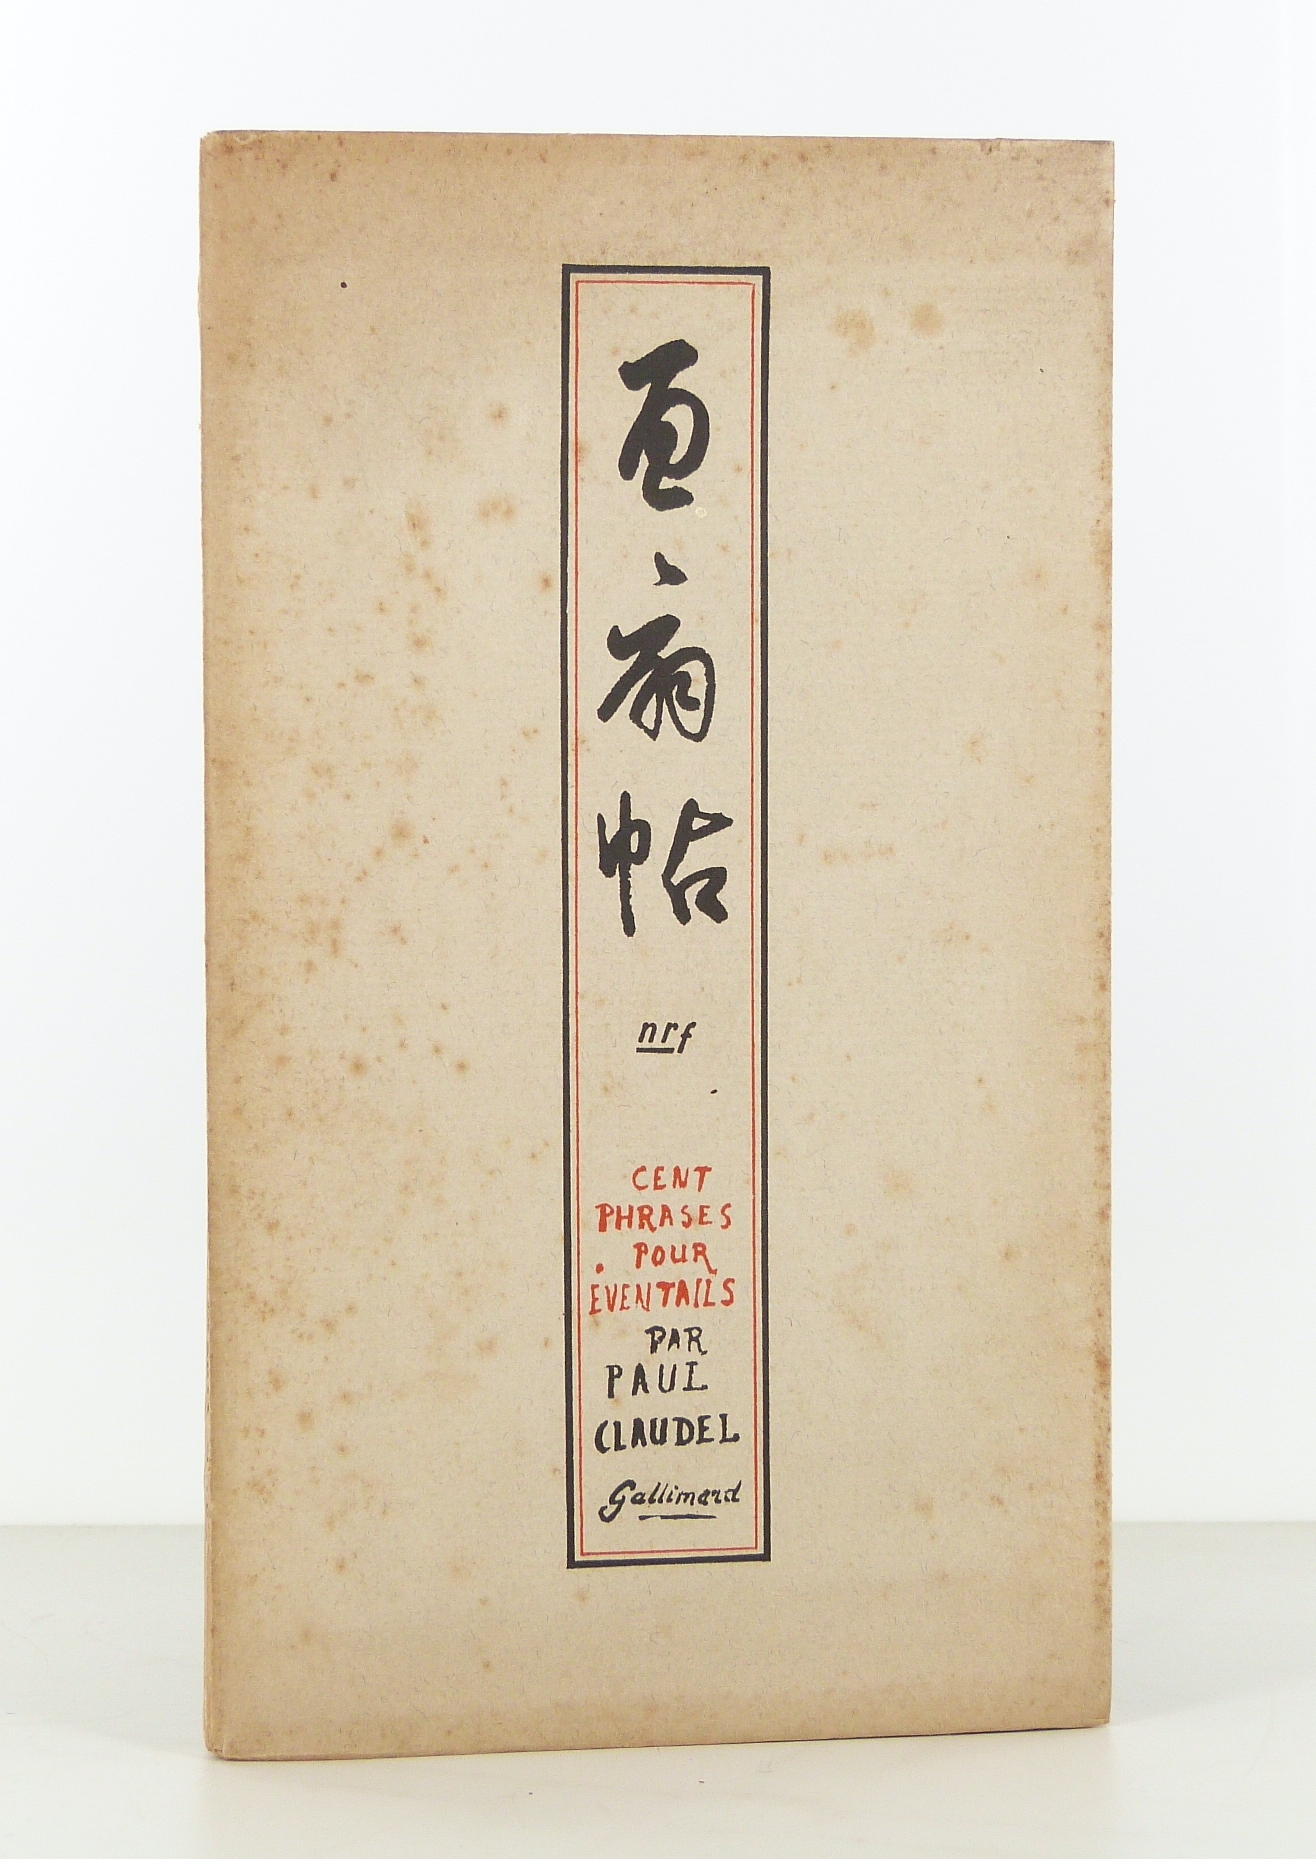 百扇帖
nrf
CENT
PHRASES
POUR
EVENTAILS
PAR
PAUL
CLAUDEL
Gallimard